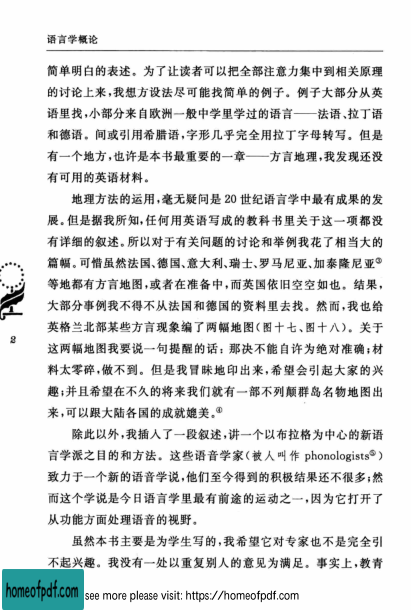 语言学概论
简单明白的表述。为了让读者可以把全部注意力集中到相关原理
的讨论上来,我想方设法尽可能找简单的例子。例子大部分从英
语里找,小部分来自欧洲一般中学里学过的语言——法语、拉丁语
和德语。间或引用希腊语,字形几乎完全用拉丁字母转写。但是
有一个地方,也许是本书最重要的一章——方言地理,我发现还没
有可用的英语材料。
地理方法的运用,毫无疑问是 20 世纪语言学中最有成果的发
展。但是据我所知,任何用英语写成的教科书里关于这一项都没
有详细的叙述。所以对于有关问题的讨论和举例我花了相当大的
篇幅。可惜虽然法国、德国、意大利、瑞士、罗马尼亚、加泰隆尼亚③
等地都有方言地图,或者在准备中,而英国依旧空空如也。结果,
大部分事例我不得不从法国和德国的资料里去找。然而,我也给
英格兰北部某些方言现象编了两幅地图(图十七、图十八)。关于
这两幅地图我要说一句提醒的话:那决不能自许为绝对准确;材
料太零碎,做不到。但是我冒昧地印出来,希望会引起大家的兴
趣;并且希望在不久的将来我们就有一部不列颠群岛名物地图出
来,可以跟大陆各国的成就媲美。④
除此以外,我插入了一段叙述,讲一个以布拉格为中心的新语
言学派之目的和方法。这些语音学家(被人叫作 phonologists⑤)
致力于一个新的语音学说,他们至今得到的积极结果还不很多;然
而这个学说是今日语言学里最有前途的运动之一,因为它打开了
从功能方面处理语音的视野。
虽然本书主要是为学生写的,我希望它对专家也不是完全引
不起兴趣。我没有一处以重复别人的意见为满足。事实上,教青
2
homeofpdf.com
see more please visit: https://homeofpdf.com